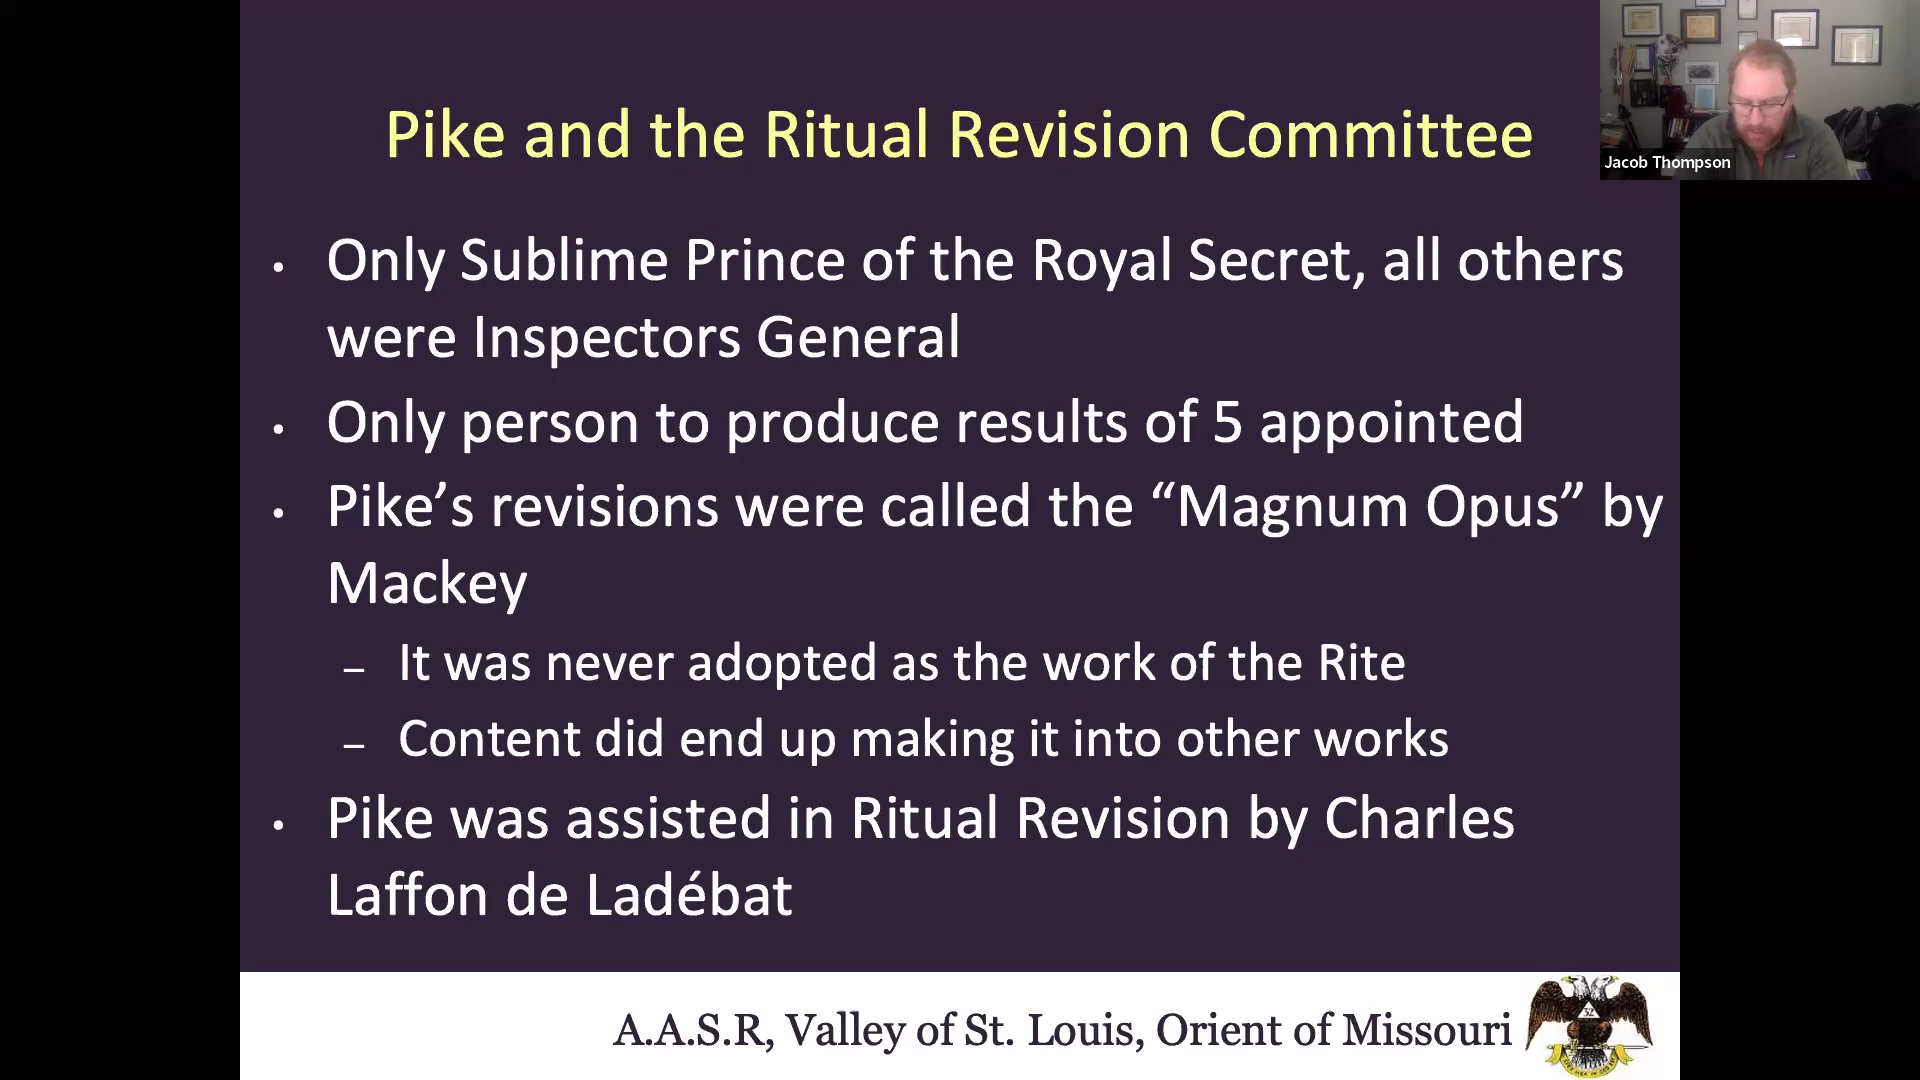 Pike and the Ritual Revision Committee
Jacob Thompson
• Only Sublime Prince of the Royal Secret, all others
were Inspectors General
• Only person to produce results of 5 appointed
• Pike’s revisions were called the “Magnum Opus” by
Mackey
– It was never adopted as the work of the Rite
– Content did end up making it into other works
• Pike was assisted in Ritual Revision by Charles
Laffon de Ladébat
A.A.S.R, Valley of St. Louis, Orient of Missouri
32